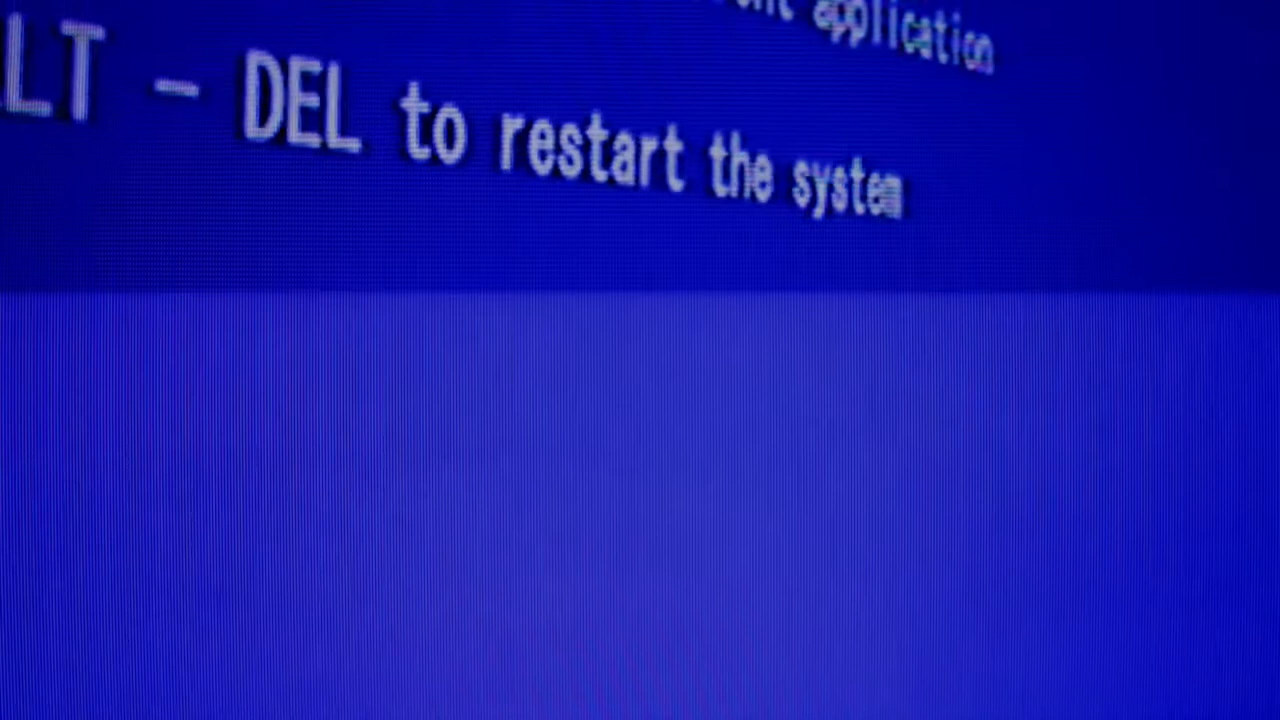 application
LT - DEL to restart the system